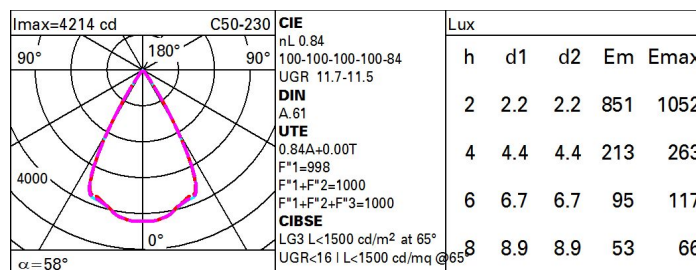 Imax=4214 cd C50-230
90° 180° 90°
4000
0°
α=58°
CIE
nL 0.84
100-100-100-100-84
UGR 11.7-11.5
DIN
A.61
UTE
0.84A+0.00T
F"1=998
F"1+F"2=1000
F"1+F"2+F"3=1000
CIBSE
LG3 L<1500 cd/m² at 65°
UGR<16 | L<1500 cd/mq @65°
Lux
h d1 d2 Em Emax
2 2.2 2.2 851 1052
4 4.4 4.4 213 263
6 6.7 6.7 95 117
8 8.9 8.9 53 66